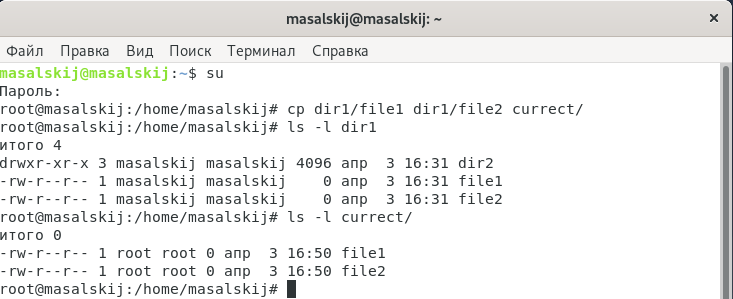 masalskij@masalskij: ~
Файл Правка Вид Поиск Терминал Справка
masalskij@masalskij:~$ su
Пароль:
root@masalskij:/home/masalskij# cp dir1/file1 dir1/file2 currect/
root@masalskij:/home/masalskij# ls -l dir1
итого 4
drwxr-xr-x 3 masalskij masalskij 4096 апр  3 16:31 dir2
-rw-r--r-- 1 masalskij masalskij    0 апр  3 16:31 file1
-rw-r--r-- 1 masalskij masalskij    0 апр  3 16:31 file2
root@masalskij:/home/masalskij# ls -l currect/
итого 0
-rw-r--r-- 1 root root 0 апр  3 16:50 file1
-rw-r--r-- 1 root root 0 апр  3 16:50 file2
root@masalskij:/home/masalskij#